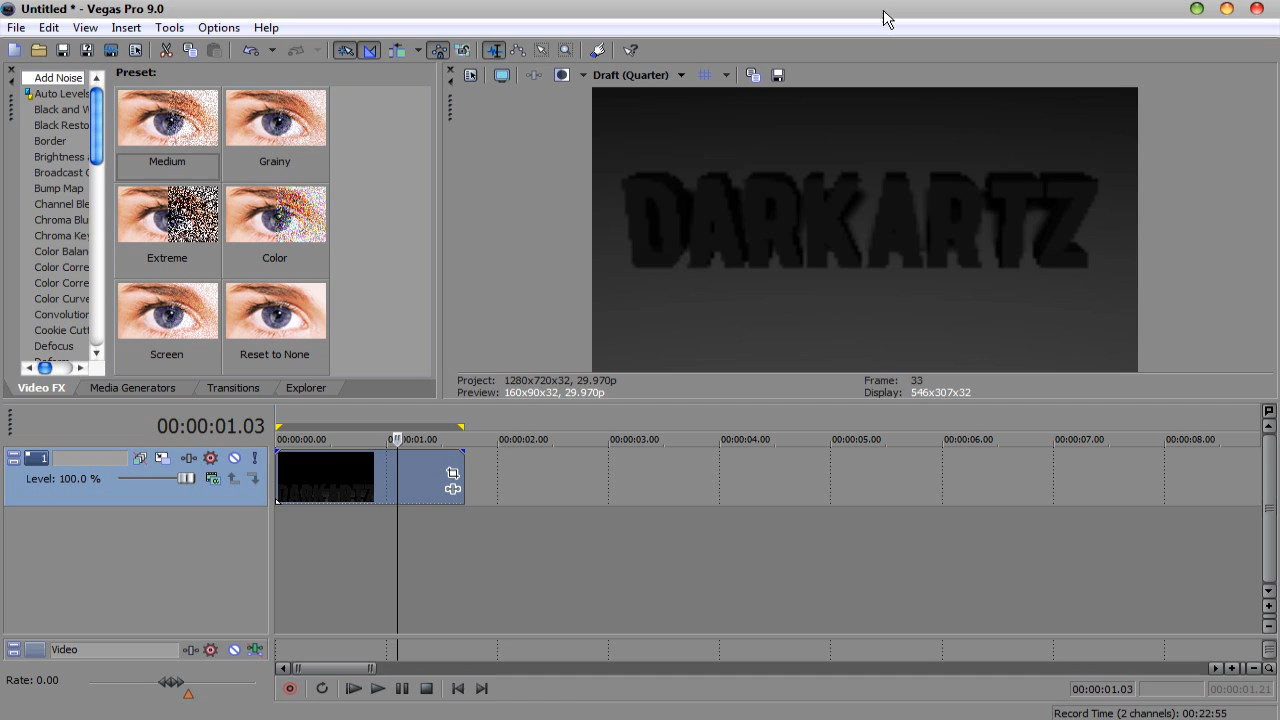 Untitled * - Vegas Pro 9.0
File Edit View Insert Tools Options Help
Add Noise
Auto Levels
Black and W
Black Resto
Border
Brightness
Broadcast
Bump Map
Channel Ble
Chroma Blu
Chroma Key
Color Balan
Color Corre
Color Corre
Color Curve
Convolution
Cookie Cutt
Defocus
Deform
Preset:
Medium
Grainy
Extreme
Color
Screen
Reset to None
Video FX Media Generators Transitions Explorer
Draft (Quarter)
DARKARTZ
Project: 1280x720x32, 29.970p
Preview: 160x90x32, 29.970p
Frame: 33
Display: 546x307x32
00:00:01.03
00:00:00.00 00:00:01.00 00:00:02.00 00:00:03.00 00:00:04.00 00:00:05.00 00:00:06.00 00:00:07.00 00:00:08.00
1
Level: 100.0 %
DARKARTZ
Video
Rate: 0.00
00:00:01.03 00:00:01.21
Record Time (2 channels): 00:22:55